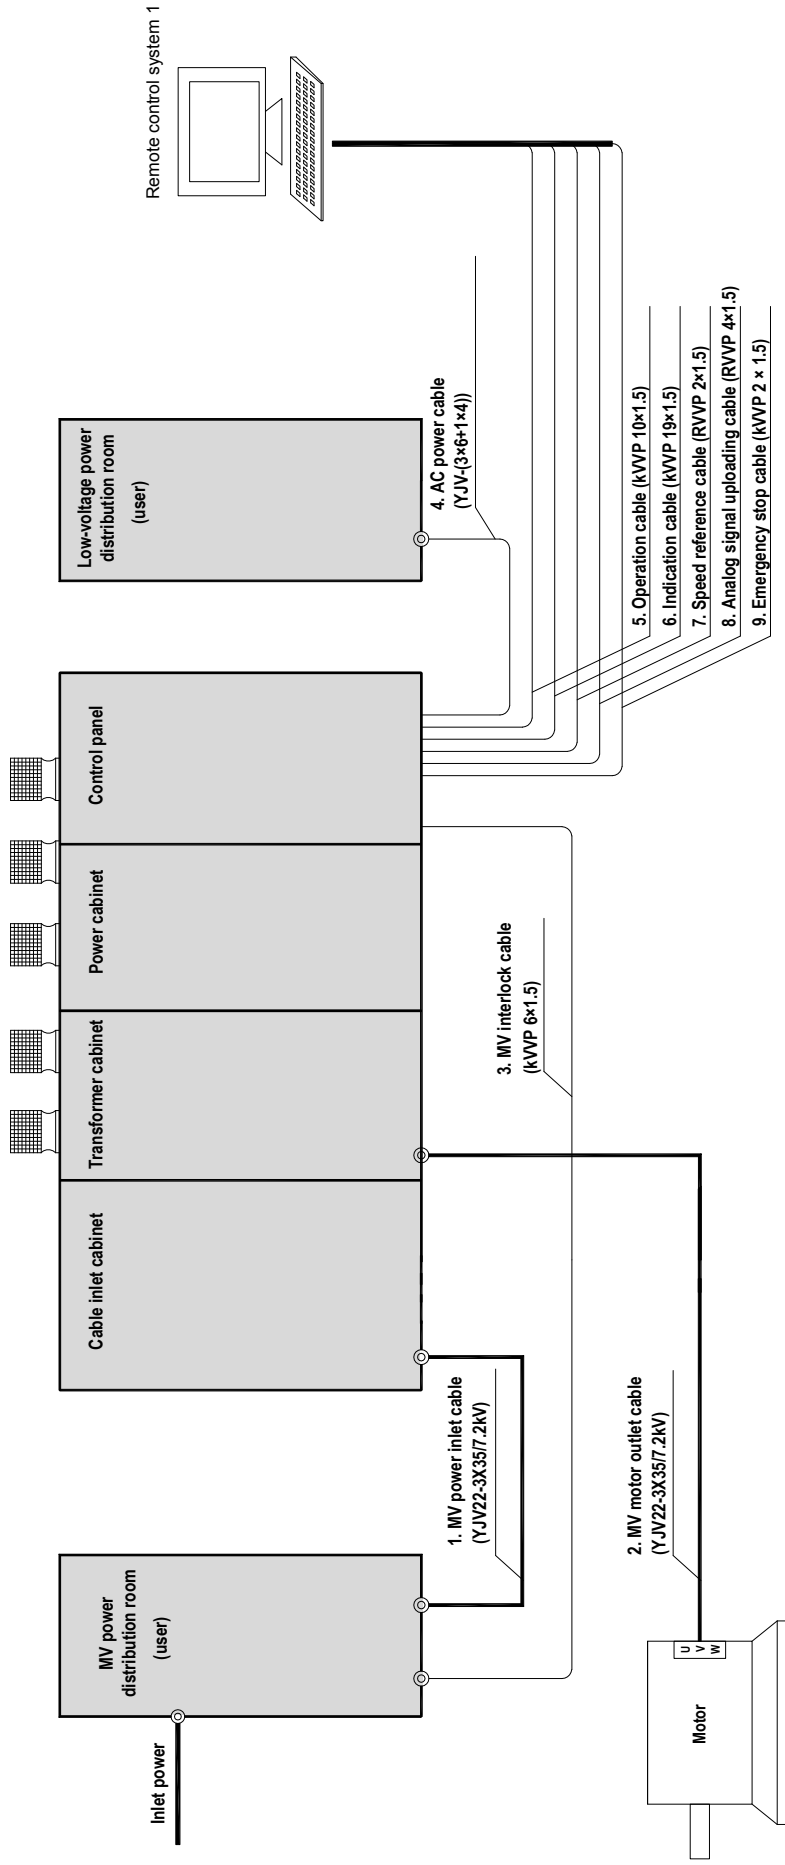 Remote control system 1
Low-voltage power
distribution room
(user)
4. AC power cable
(YJV-(3×6+1×4))
5. Operation cable (kVVP 10×1.5)
6. Indication cable (kVVP 19×1.5)
7. Speed reference cable (RVVP 2×1.5)
8. Analog signal uploading cable (RVVP 4×1.5)
9. Emergency stop cable (kVVP 2 × 1.5)
Control panel
Power cabinet
Transformer cabinet
Cable inlet cabinet
3. MV interlock cable
(kVVP 6×1.5)
1. MV power inlet cable
(YJV22-3X35/7.2kV)
2. MV motor outlet cable
(YJV22-3X35/7.2kV)
MV power
distribution room
(user)
Inlet power
U
V
W
Motor